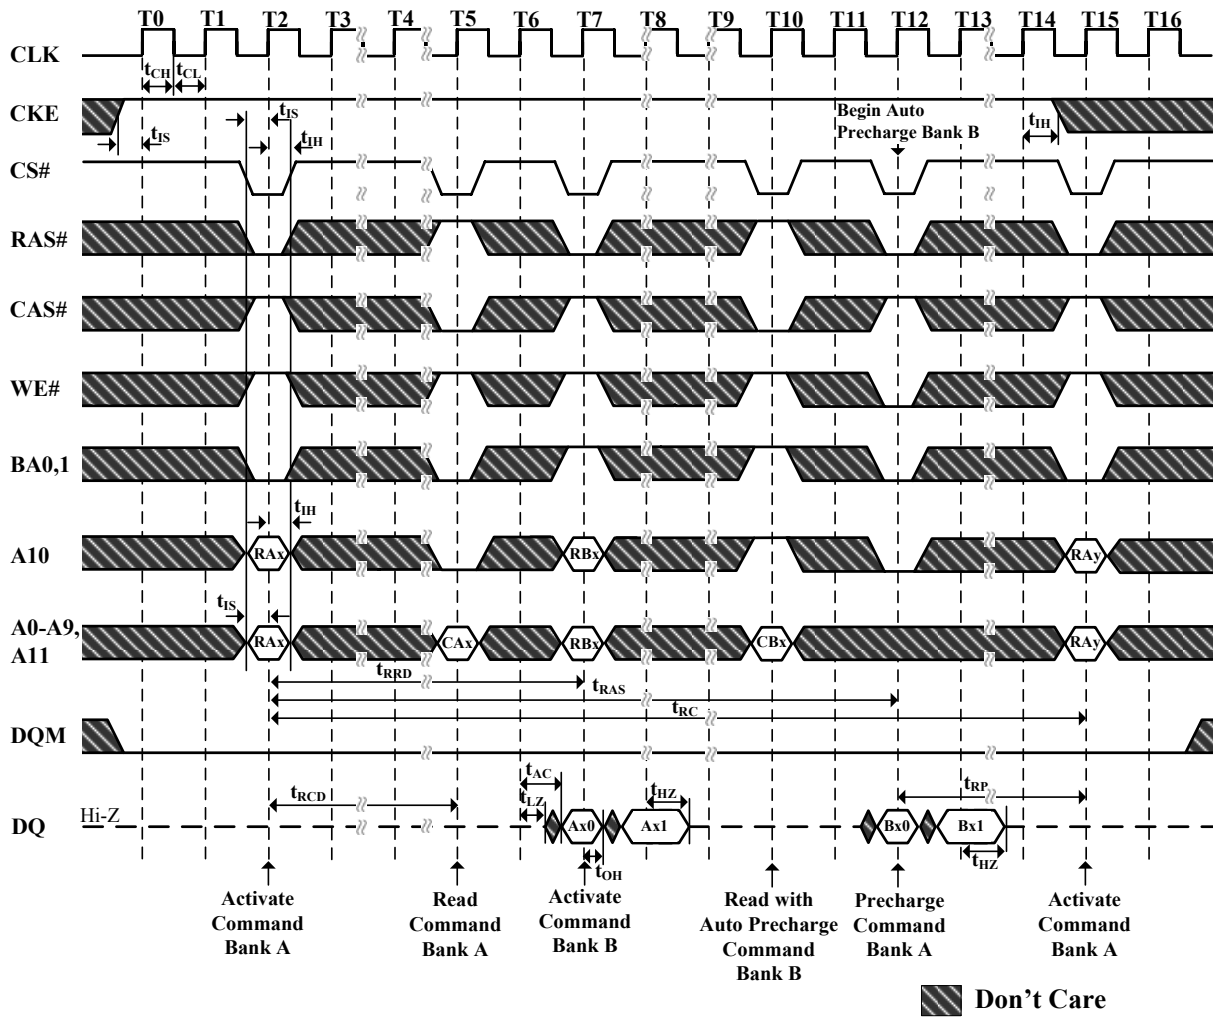 T0 T1 T2 T3 T4 T5 T6 T7 T8 T9 T10 T11 T12 T13 T14 T15 T16
CLK
tCH tCL
CKE
tIS
tIS
tIH
Begin Auto
Precharge Bank B
tIH
CS#
RAS#
CAS#
WE#
BA0,1
tIH
A10
RAx RBx RAy
tIS
A0-A9,
A11
RAx CAx RBx CBx RAy
tRRD
tRAS
tRC
DQM
tRCD
tAC
tLZ
tHZ
tRP
Hi-Z
DQ
Ax0 Ax1 Bx0 Bx1
tOH
tHZ
Activate
Command
Bank A
Read
Command
Bank A
Activate
Command
Bank B
Read with
Auto Precharge
Command
Bank B
Precharge
Command
Bank A
Activate
Command
Bank A
Don't Care